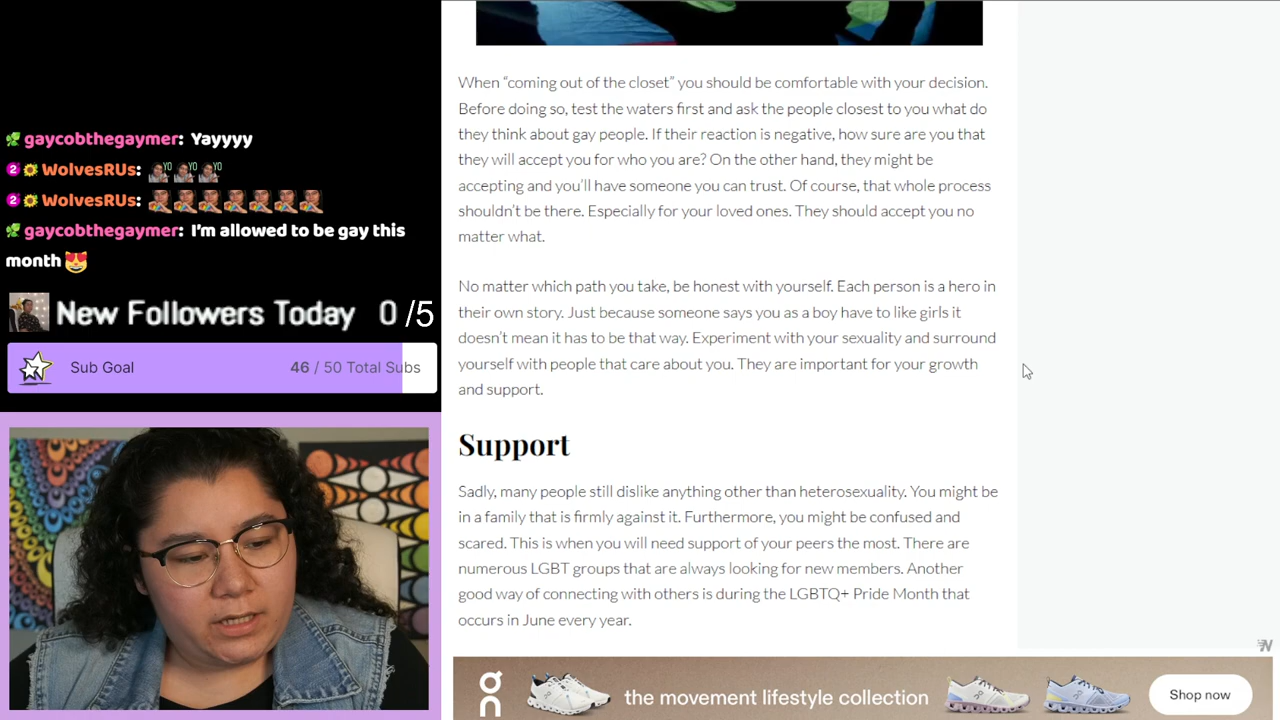 gaycobthegaymer: Yayyyy
2 WolvesRUs: YO YO YO
2 WolvesRUs:
gaycobthegaymer: I'm allowed to be gay this
month
New Followers Today 0 /5
Sub Goal 46 / 50 Total Subs
When “coming out of the closet” you should be comfortable with your decision.
Before doing so, test the waters first and ask the people closest to you what do
they think about gay people. If their reaction is negative, how sure are you that
they will accept you for who you are? On the other hand, they might be
accepting and you’ll have someone you can trust. Of course, that whole process
shouldn’t be there. Especially for your loved ones. They should accept you no
matter what.
No matter which path you take, be honest with yourself. Each person is a hero in
their own story. Just because someone says you as a boy have to like girls it
doesn’t mean it has to be that way. Experiment with your sexuality and surround
yourself with people that care about you. They are important for your growth
and support.
Support
Sadly, many people still dislike anything other than heterosexuality. You might be
in a family that is firmly against it. Furthermore, you might be confused and
scared. This is when you will need support of your peers the most. There are
numerous LGBT groups that are always looking for new members. Another
good way of connecting with others is during the LGBTQ+ Pride Month that
occurs in June every year.
N
on
the movement lifestyle collection
Shop now